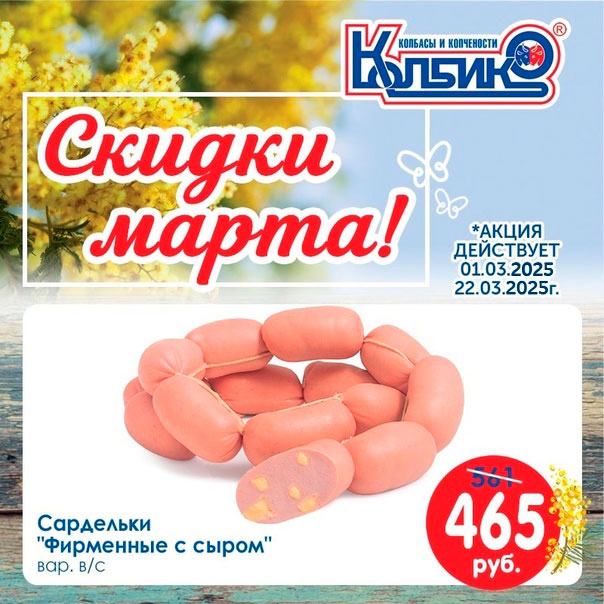 КОЛБАСЫ И КОПЧЕНОСТИ
Колбико®
Скидки
марта!
*АКЦИЯ
ДЕЙСТВУЕТ
01.03.2025
22.03.2025г.
Сардельки
"Фирменные с сыром"
вар. в/с
561
465
руб.